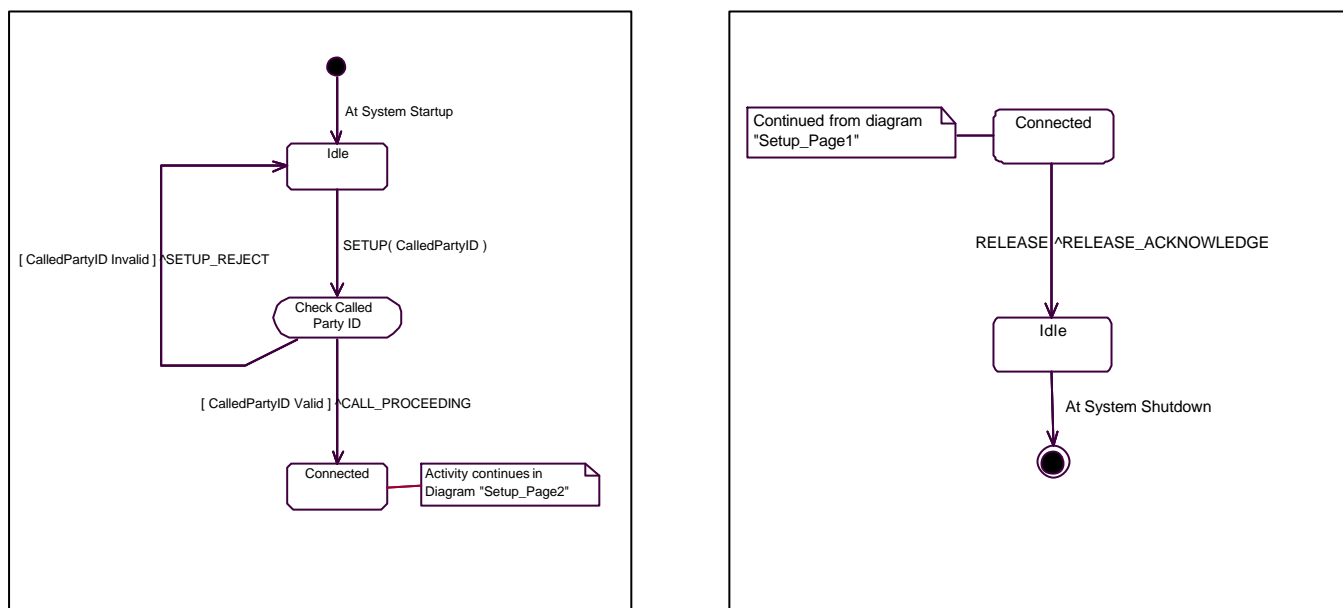 At System Startup
Idle
SETUP( CalledPartyID )
[ CalledPartyID Invalid ] ^SETUP_REJECT
Check Called
Party ID
[ CalledPartyID Valid ] ^CALL_PROCEEDING
Connected
Activity continues in
Diagram "Setup_Page2"
Continued from diagram
"Setup_Page1"
Connected
RELEASE ^RELEASE_ACKNOWLEDGE
Idle
At System Shutdown